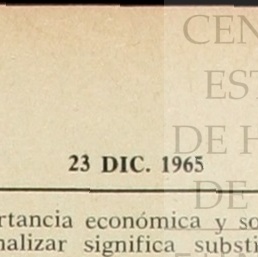 CEN
EST
DE H
23 DIC. 1965
DE
rtancia económica y so
nalizar significa substi